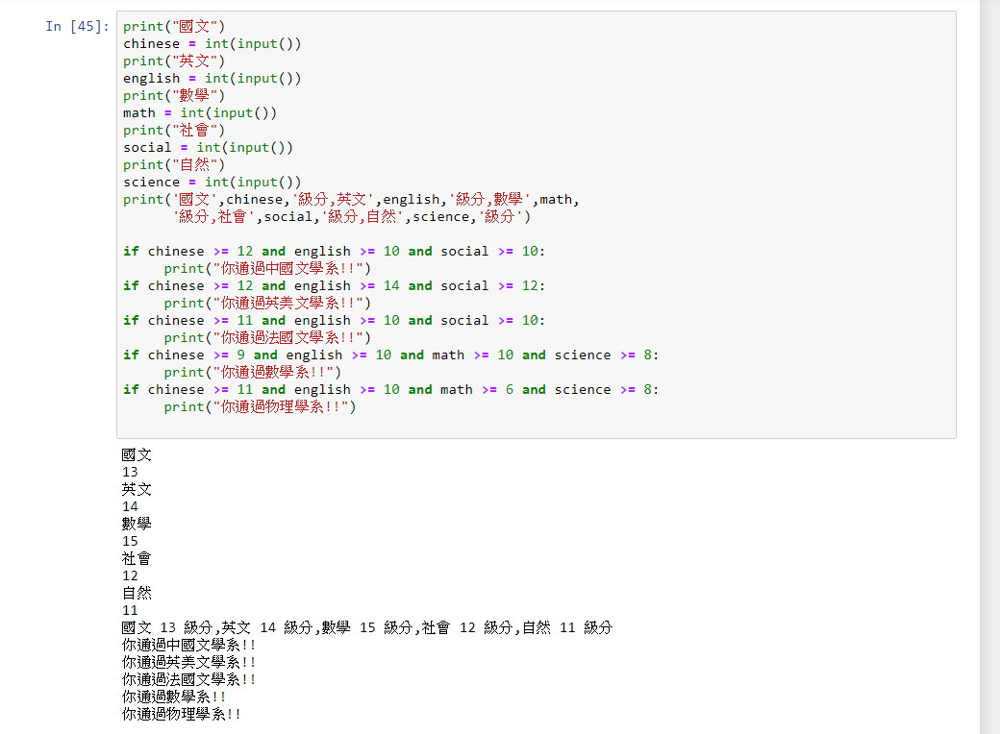 In [45]:
print("國文")
chinese = int(input())
print("英文")
english = int(input())
print("數學")
math = int(input())
print("社會")
social = int(input())
print("自然")
science = int(input())
print('國文',chinese,'級分,英文',english,'級分,數學',math,
      '級分,社會',social,'級分,自然',science,'級分')
if chinese >= 12 and english >= 10 and social >= 10:
     print("你通過中國文學系!!")
if chinese >= 12 and english >= 14 and social >= 12:
     print("你通過英美文學系!!")
if chinese >= 11 and english >= 10 and social >= 10:
     print("你通過法國文學系!!")
if chinese >= 9 and english >= 10 and math >= 10 and science >= 8:
     print("你通過數學系!!")
if chinese >= 11 and english >= 10 and math >= 6 and science >= 8:
     print("你通過物理學系!!")
國文
13
英文
14
數學
15
社會
12
自然
11
國文 13 級分,英文 14 級分,數學 15 級分,社會 12 級分,自然 11 級分
你通過中國文學系!!
你通過英美文學系!!
你通過法國文學系!!
你通過數學系!!
你通過物理學系!!